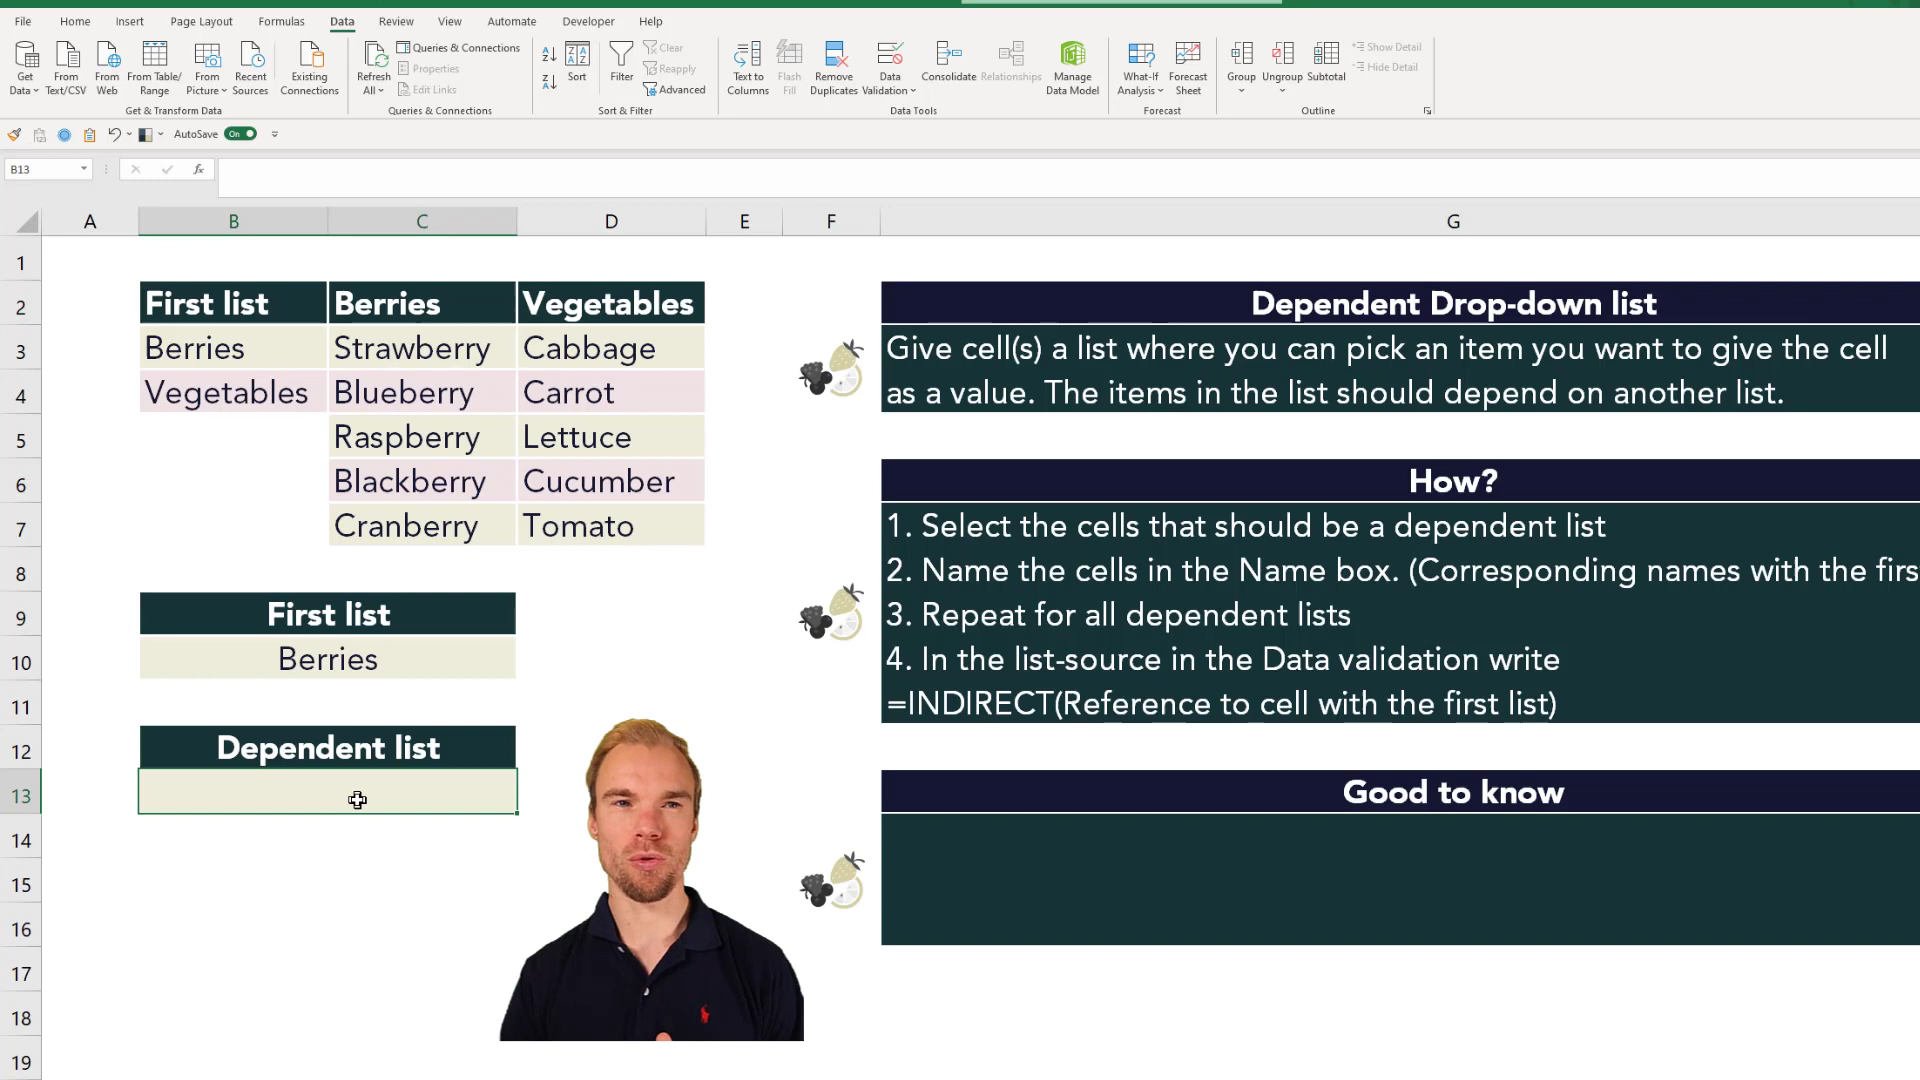 File Home Insert Page Layout Formulas Data Review View Automate Developer Help
Get Data
From Text/CSV
From Web
From Table/ Range
From Picture
Recent Sources
Existing Connections
Get & Transform Data
Refresh All
Queries & Connections
Properties
Edit Links
Queries & Connections
Sort
Filter
Clear
Reapply
Advanced
Sort & Filter
Text to Columns
Flash Fill
Remove Duplicates
Data Validation
Consolidate
Relationships
Manage Data Model
Data Tools
What-If Analysis
Forecast Sheet
Forecast
Group
Ungroup
Subtotal
Show Detail
Hide Detail
Outline
AutoSave On
B13
fx
A B C D E F G
1
2 First list Berries Vegetables Dependent Drop-down list
3 Berries Strawberry Cabbage Give cell(s) a list where you can pick an item you want to give the cell
4 Vegetables Blueberry Carrot as a value. The items in the list should depend on another list.
5 Raspberry Lettuce
6 Blackberry Cucumber How?
7 Cranberry Tomato 1. Select the cells that should be a dependent list
8 2. Name the cells in the Name box. (Corresponding names with the firs
9 First list 3. Repeat for all dependent lists
10 Berries 4. In the list-source in the Data validation write
11 =INDIRECT(Reference to cell with the first list)
12 Dependent list
13 Good to know
14
15
16
17
18
19